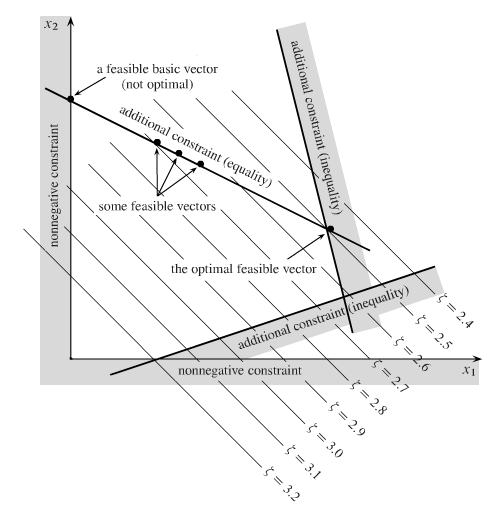 x₂
a feasible basic vector
(not optimal)
additional constraint (equality)
additional constraint (inequality)
nonnegative constraint
some feasible vectors
the optimal feasible vector
additional constraint (inequality)
nonnegative constraint
x₁
ζ = 2.4
ζ = 2.5
ζ = 2.6
ζ = 2.7
ζ = 2.8
ζ = 2.9
ζ = 3.0
ζ = 3.1
ζ = 3.2